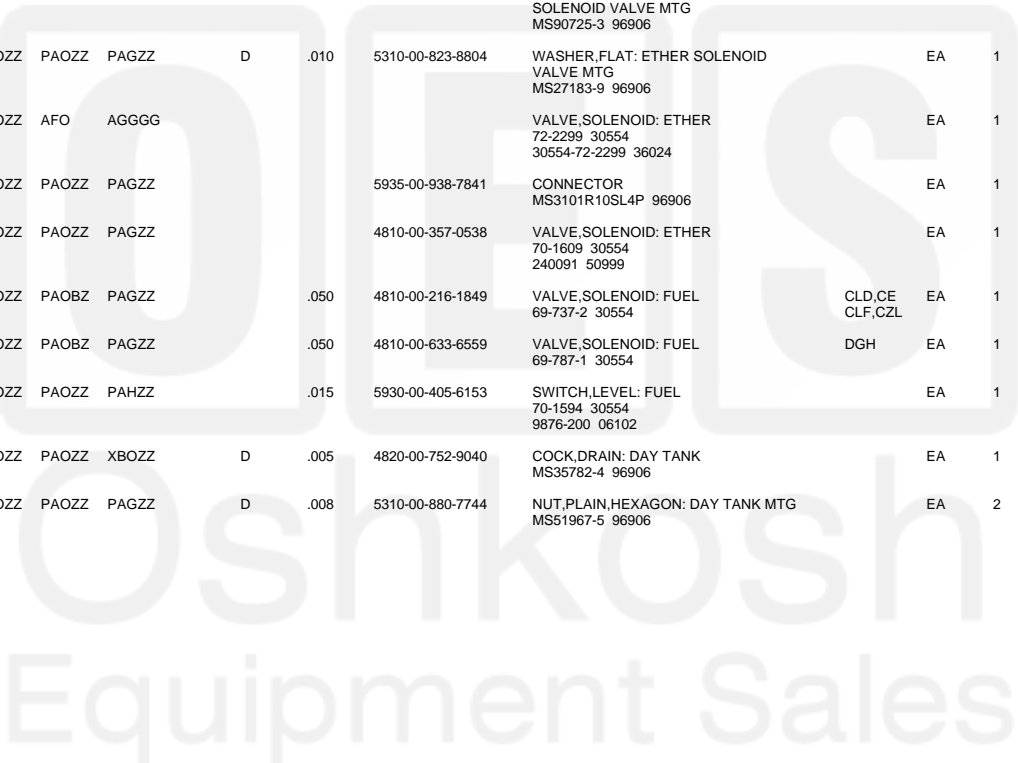 SOLENOID VALVE MTG
MS90725-3 96906
OZZ PAOZZ PAGZZ D .010 5310-00-823-8804 WASHER,FLAT: ETHER SOLENOID EA 1
VALVE MTG
MS27183-9 96906
OZZ AFO AGGGG VALVE,SOLENOID: ETHER EA 1
72-2299 30554
30554-72-2299 36024
OZZ PAOZZ PAGZZ 5935-00-938-7841 CONNECTOR EA 1
MS3101R10SL4P 96906
OZZ PAOZZ PAGZZ 4810-00-357-0538 VALVE,SOLENOID: ETHER EA 1
70-1609 30554
240091 50999
OZZ PAOBZ PAGZZ .050 4810-00-216-1849 VALVE,SOLENOID: FUEL CLD,CE EA 1
69-737-2 30554 CLF,CZL
OZZ PAOBZ PAGZZ .050 4810-00-633-6559 VALVE,SOLENOID: FUEL DGH EA 1
69-787-1 30554
OZZ PAOZZ PAHZZ .015 5930-00-405-6153 SWITCH,LEVEL: FUEL EA 1
70-1594 30554
9876-200 06102
OZZ PAOZZ XBOZZ D .005 4820-00-752-9040 COCK,DRAIN: DAY TANK EA 1
MS35782-4 96906
OZZ PAOZZ PAGZZ D .008 5310-00-880-7744 NUT,PLAIN,HEXAGON: DAY TANK MTG EA 2
MS51967-5 96906
OES
Oshkosh
Equipment Sales